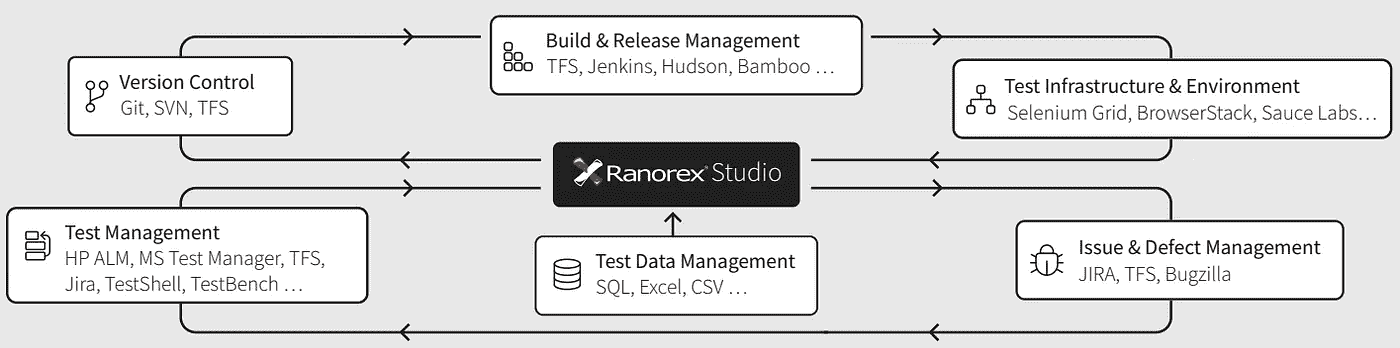 Build & Release Management
TFS, Jenkins, Hudson, Bamboo ...
Version Control
Git, SVN, TFS
Test Infrastructure & Environment
Selenium Grid, BrowserStack, Sauce Labs...
Ranorex® Studio
Test Management
HP ALM, MS Test Manager, TFS,
Jira, TestShell, TestBench ...
Test Data Management
SQL, Excel, CSV ...
Issue & Defect Management
JIRA, TFS, Bugzilla